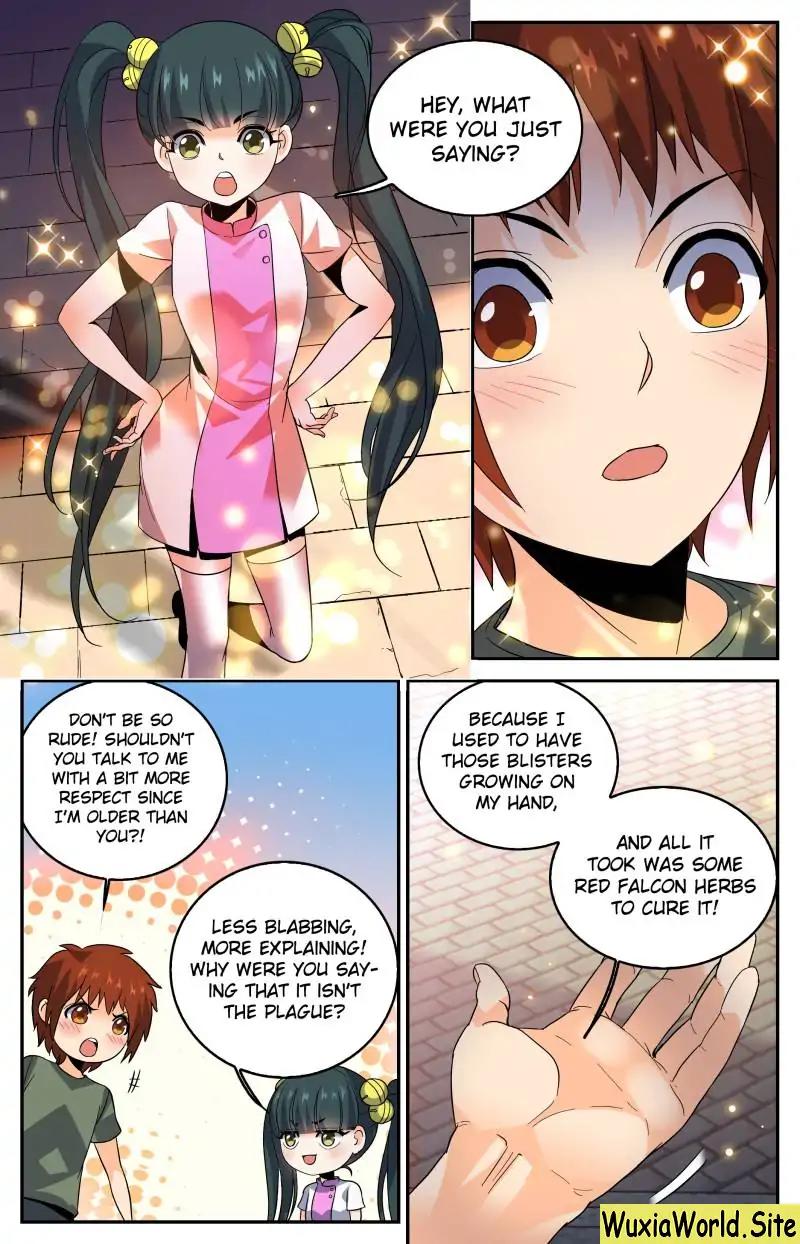 HEY, WHAT
WERE YOU JUST
SAYING?
DON'T BE SO
RUDE! SHOULDN'T
YOU TALK TO ME
WITH A BIT MORE
RESPECT SINCE
I'M OLDER THAN
YOU?!
LESS BLABBING,
MORE EXPLAINING!
WHY WERE YOU SAY-
ING THAT IT ISN'T
THE PLAGUE?
BECAUSE I
USED TO HAVE
THOSE BLISTERS
GROWING ON
MY HAND,
AND ALL IT
TOOK WAS SOME
RED FALCON HERBS
TO CURE IT!
WuxiaWorld.Site